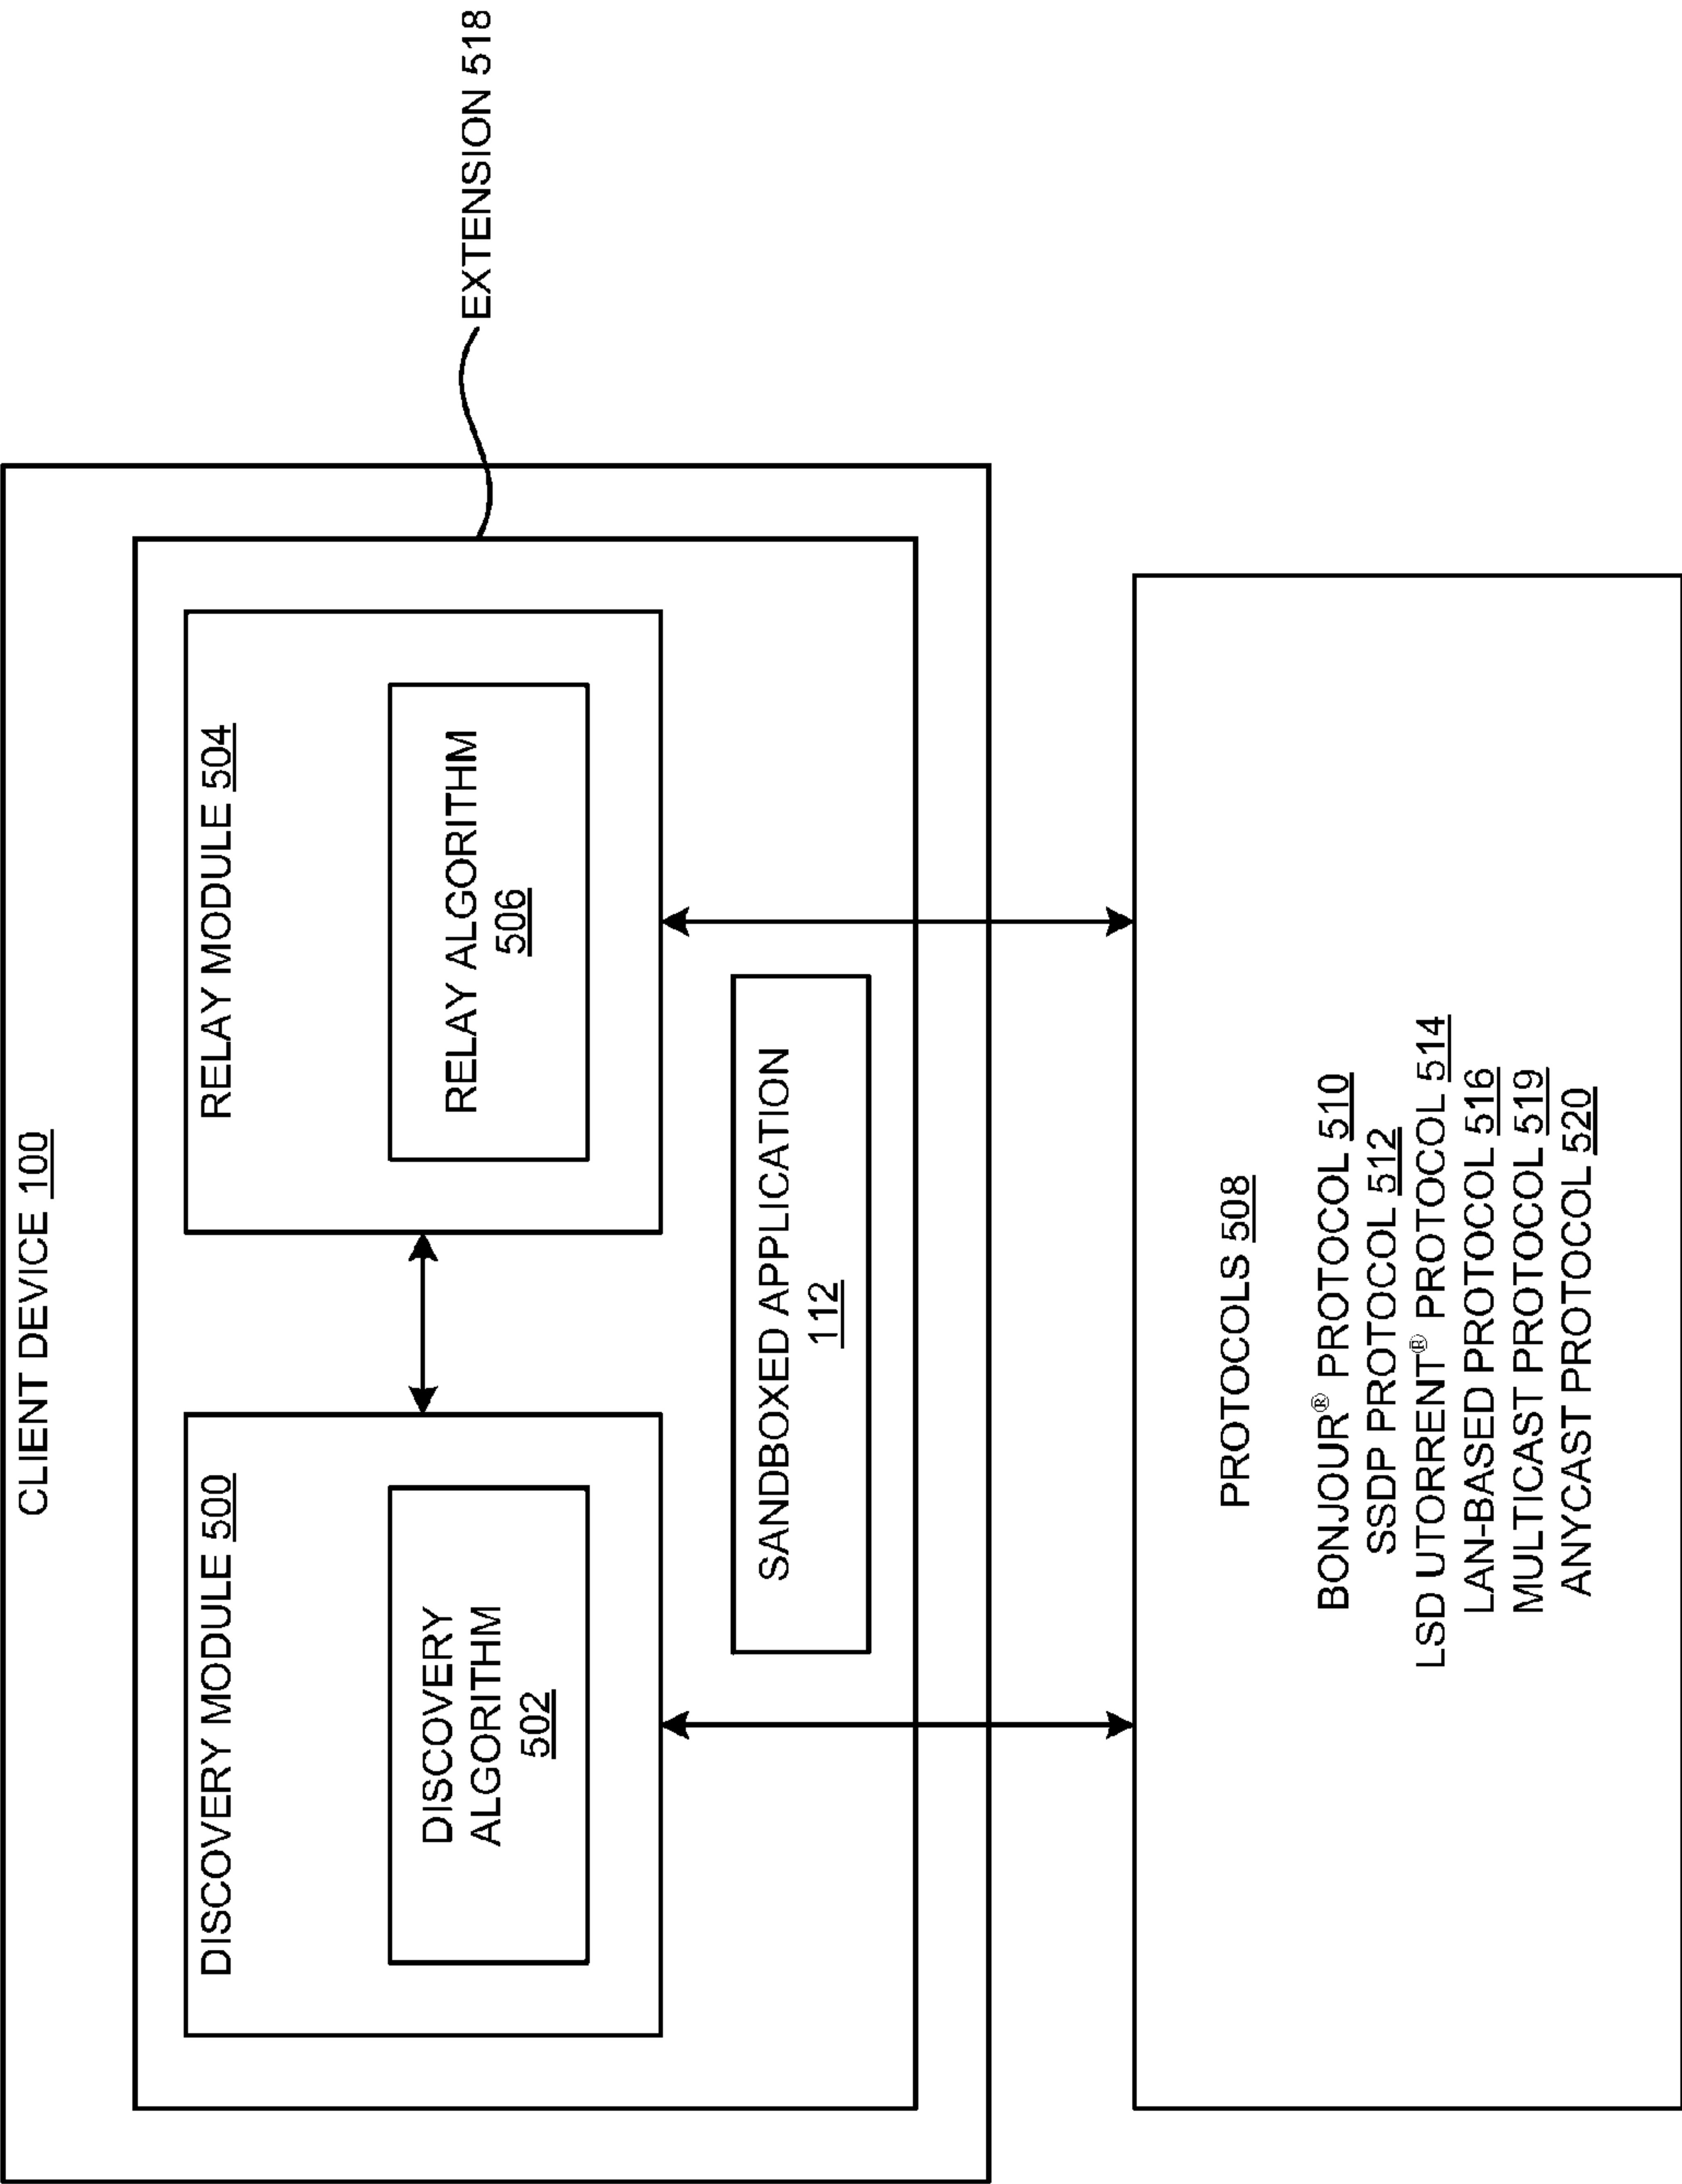 CLIENT DEVICE 100
EXTENSION 518
DISCOVERY MODULE 500
DISCOVERY
ALGORITHM
502
RELAY MODULE 504
RELAY ALGORITHM
506
SANDBOXED APPLICATION
112
PROTOCOLS 508
BONJOUR® PROTOCOL 510
SSDP PROTOCOL 512
LSD UTORRENT® PROTOCOL 514
LAN-BASED PROTOCOL 516
MULTICAST PROTOCOL 519
ANYCAST PROTOCOL 520